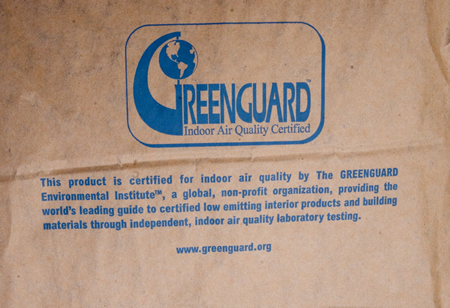 GREENGUARD™
Indoor Air Quality Certified
This product is certified for indoor air quality by The GREENGUARD
Environmental Institute™, a global, non-profit organization, providing the
world's leading guide to certified low emitting interior products and building
materials through independent, indoor air quality laboratory testing.
www.greenguard.org